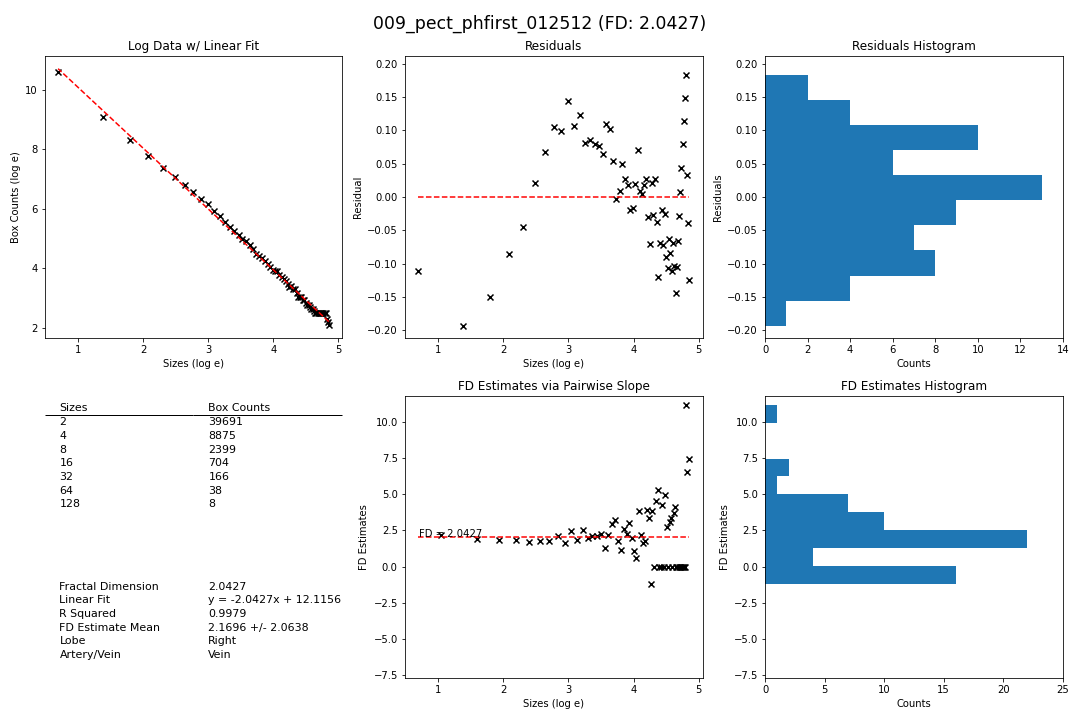 009_pect_phfirst_012512 (FD: 2.0427)
Log Data w/ Linear Fit
Box Counts (log e)
10
8
6
4
2
1 2 3 4 5
Sizes (log e)
Residuals
Residual
0.20
0.15
0.10
0.05
0.00
−0.05
−0.10
−0.15
−0.20
1 2 3 4 5
Sizes (log e)
Residuals Histogram
Residuals
0.20
0.15
0.10
0.05
0.00
−0.05
−0.10
−0.15
−0.20
0 2 4 6 8 10 12 14
Counts
Sizes Box Counts
2 39691
4 8875
8 2399
16 704
32 166
64 38
128 8
Fractal Dimension 2.0427
Linear Fit y = -2.0427x + 12.1156
R Squared 0.9979
FD Estimate Mean 2.1696 +/- 2.0638
Lobe Right
Artery/Vein Vein
FD Estimates via Pairwise Slope
FD Estimates
10.0
7.5
5.0
2.5
0.0
−2.5
−5.0
−7.5
FD = 2.0427
1 2 3 4 5
Sizes (log e)
FD Estimates Histogram
FD Estimates
10.0
7.5
5.0
2.5
0.0
−2.5
−5.0
−7.5
0 5 10 15 20 25
Counts